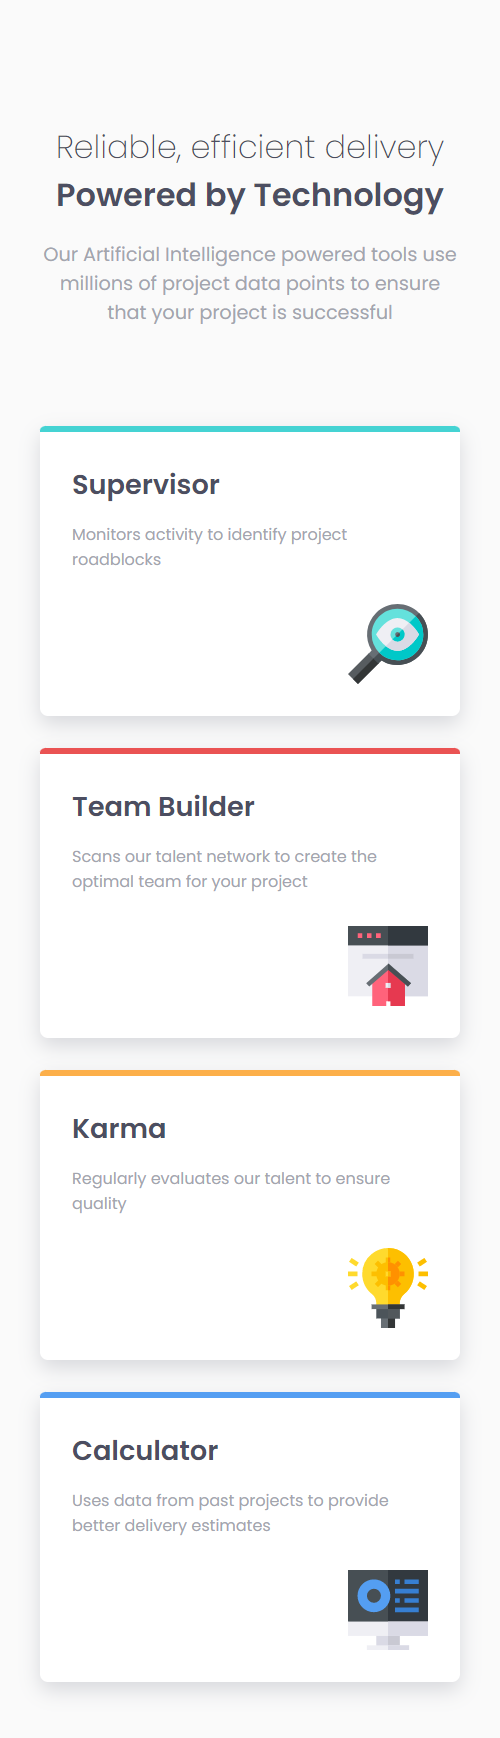 Reliable, efficient delivery
Powered by Technology
Our Artificial Intelligence powered tools use
millions of project data points to ensure
that your project is successful
Supervisor
Monitors activity to identify project
roadblocks
Team Builder
Scans our talent network to create the
optimal team for your project
Karma
Regularly evaluates our talent to ensure
quality
Calculator
Uses data from past projects to provide
better delivery estimates